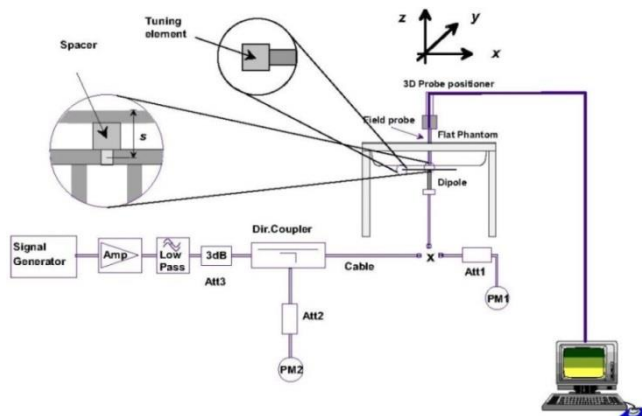 Tuning
element
Spacer
s
z
y
x
3D Probe positioner
Field probe
Flat Phantom
Dipole
Signal
Generator
Amp
Low
Pass
3dB
Att3
Dir.Coupler
Cable
x
Att1
PM1
Att2
PM2